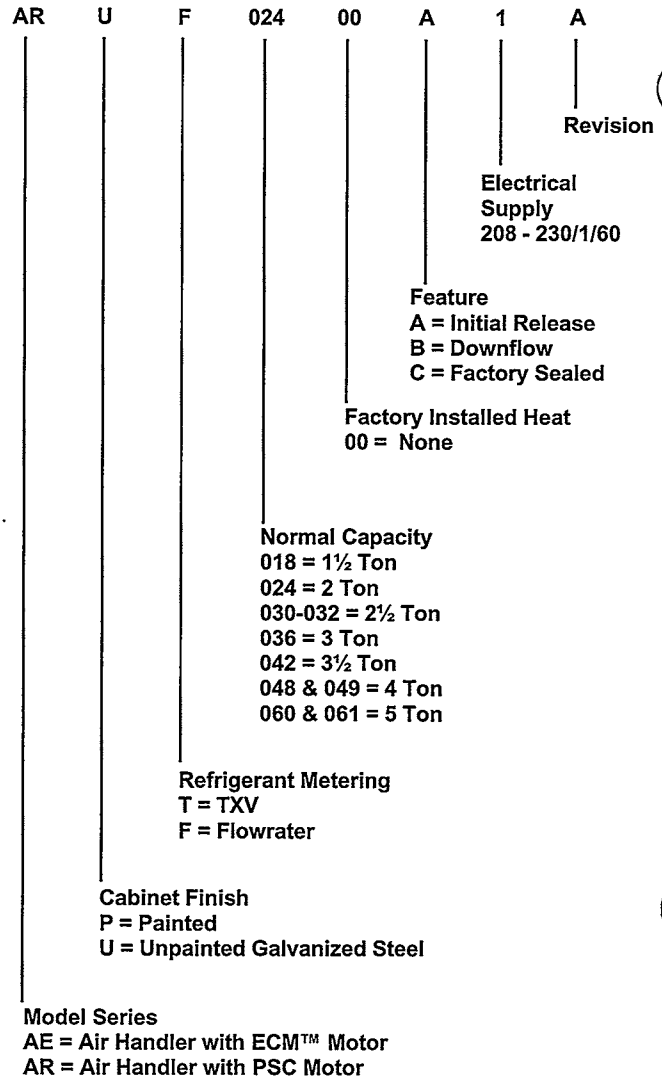 AR U F 024 00 A 1 A
Revision
Electrical
Supply
208 - 230/1/60
Feature
A = Initial Release
B = Downflow
C = Factory Sealed
Factory Installed Heat
00 = None
Normal Capacity
018 = 1½ Ton
024 = 2 Ton
030-032 = 2½ Ton
036 = 3 Ton
042 = 3½ Ton
048 & 049 = 4 Ton
060 & 061 = 5 Ton
Refrigerant Metering
T = TXV
F = Flowrater
Cabinet Finish
P = Painted
U = Unpainted Galvanized Steel
Model Series
AE = Air Handler with ECM™ Motor
AR = Air Handler with PSC Motor